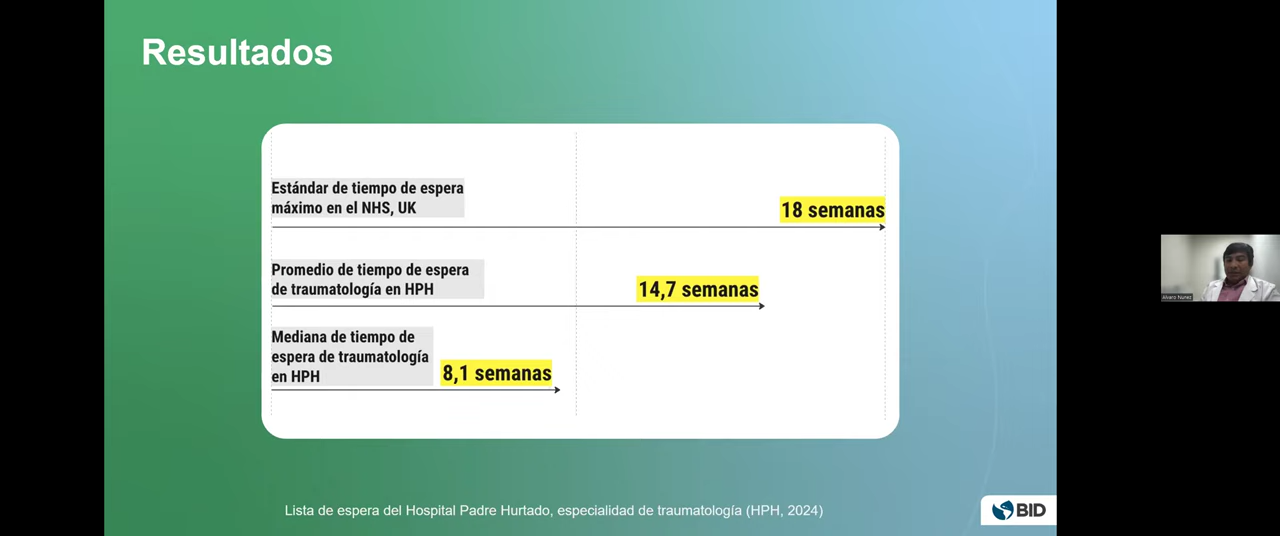 Resultados
Estándar de tiempo de espera
máximo en el NHS, UK
18 semanas
Promedio de tiempo de espera
de traumatología en HPH
14,7 semanas
Mediana de tiempo de
espera de traumatología
en HPH
8,1 semanas
Lista de espera del Hospital Padre Hurtado, especialidad de traumatología (HPH, 2024)
BID
Alvaro Nunez